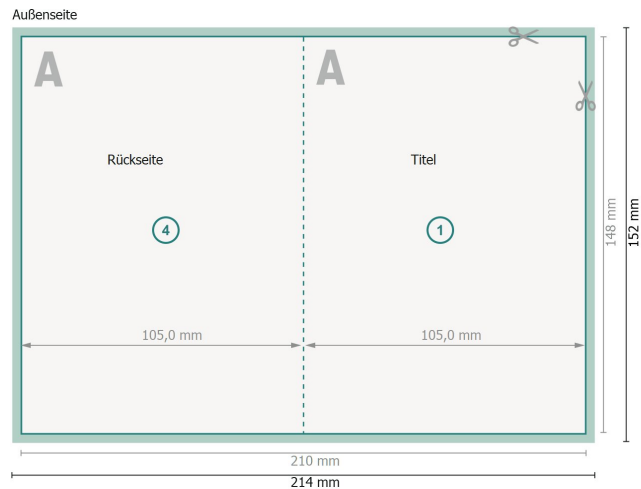 Außenseite
A
A
Rückseite
Titel
4
1
105,0 mm
105,0 mm
148 mm
152 mm
210 mm
214 mm